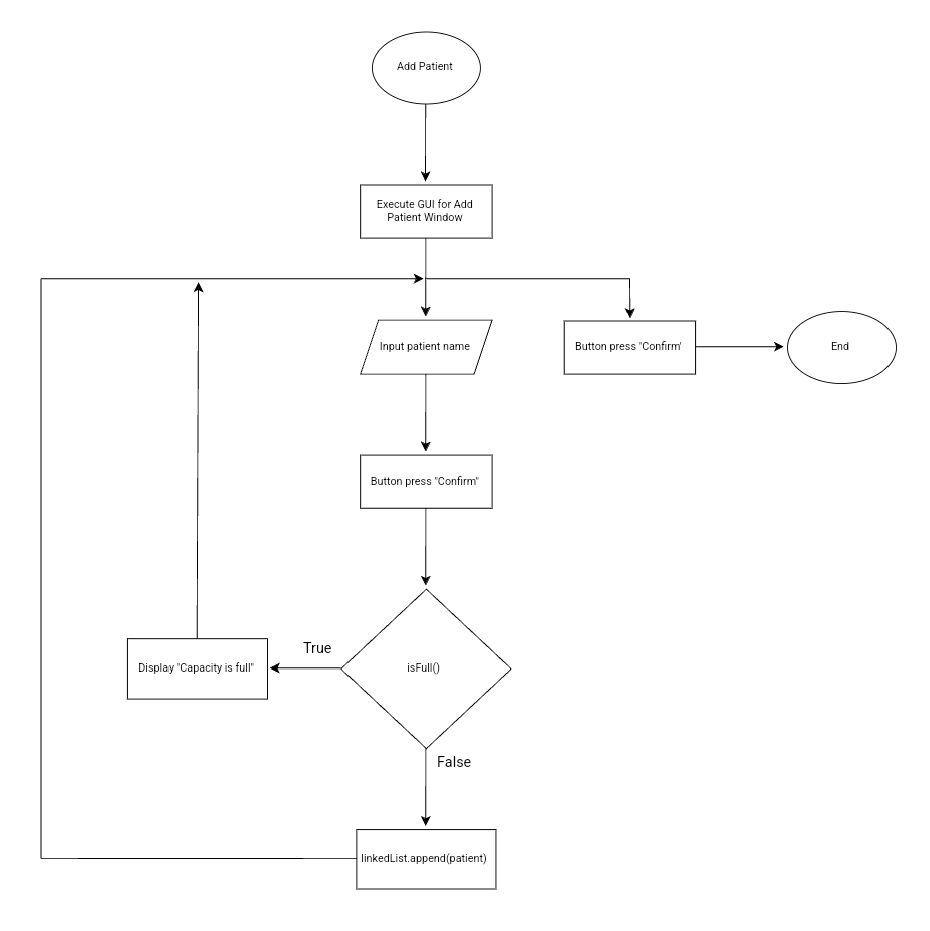 Add Patient
Execute GUI for Add
Patient Window
Input patient name
Button press "Confirm'
End
Button press "Confirm"
True
Display "Capacity is full"
isFull()
False
linkedList.append(patient)